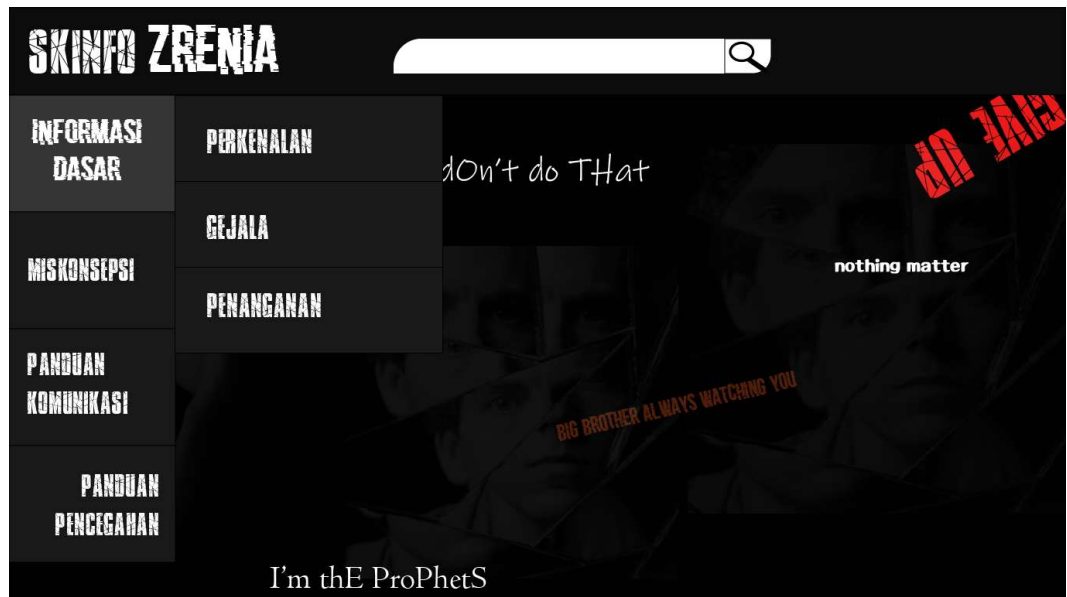 SKINFO ZRENIA
INFORMASI
DASAR
PERKENALAN
GEJALA
PENANGANAN
MISKONSEPSI
PANDUAN
KOMUNIKASI
PANDUAN
PENCEGAHAN
dOn't do THat
GIVE UP
nothing matter
BIG BROTHER ALWAYS WATCHING YOU
I'm thE ProPhetS